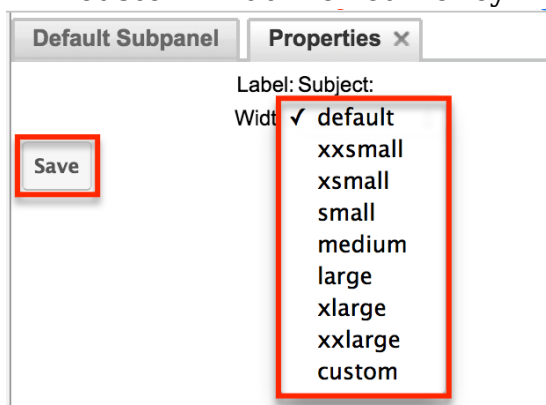 Default Subpanel Properties ×
Label: Subject:
Widt ✓ default
xxsmall
xsmall
Save
small
medium
large
xlarge
xxlarge
custom